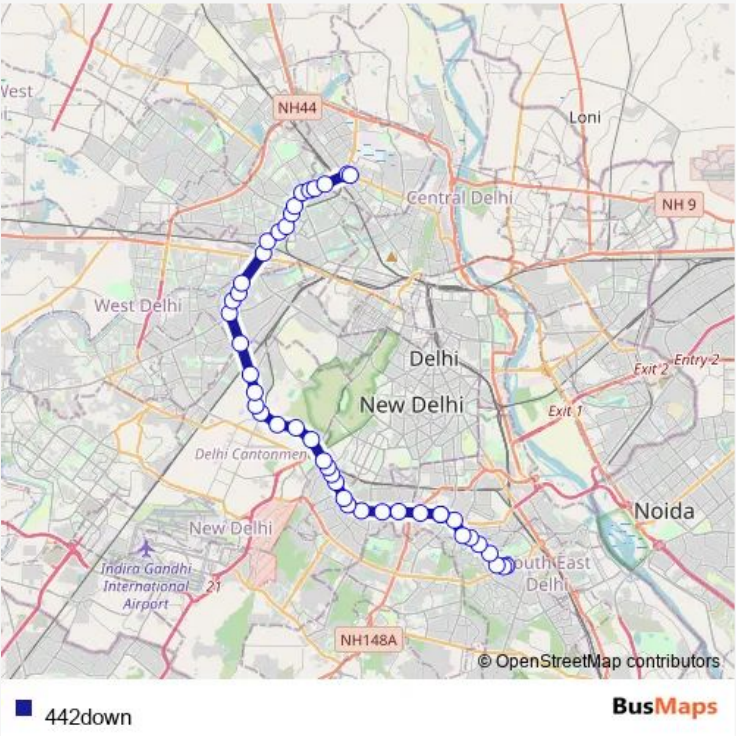 West
NH44
Loni
Central Delhi
NH 9
West Delhi
Delhi
Entry 2
Exit 2
New Delhi
Exit 1
Delhi Cantonmen
Noida
New Delhi
Indira Gandhi
International
Airport
21
outh East
Delhi
NH148A
© OpenStreetMap contributors
442down
BusMaps